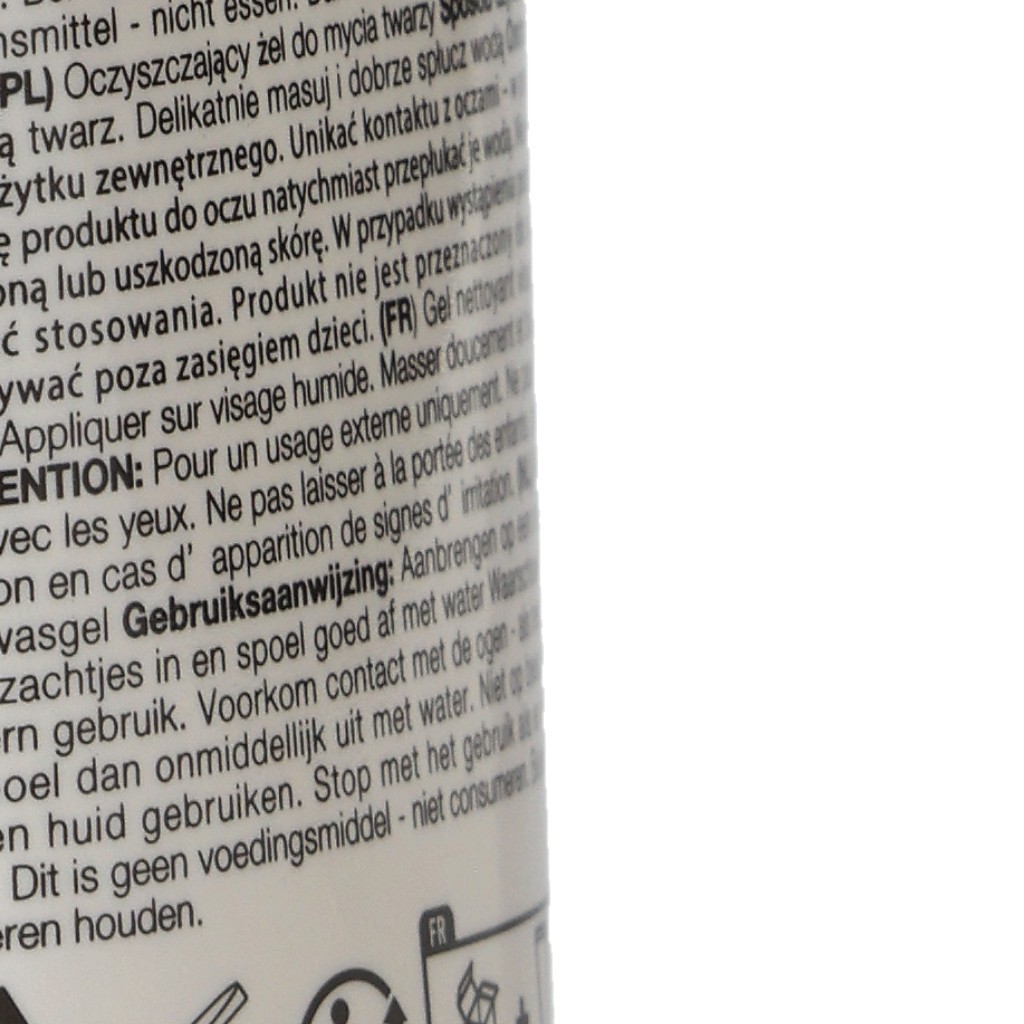 nsmittel - nicht essen.
(PL) Oczyszczający żel do mycia twarzy Sposób
ą twarz. Delikatnie masuj i dobrze spłucz wodą
żytku zewnętrznego. Unikać kontaktu z oczami -
ę produktu do oczu natychmiast przepłukać je wodą.
oną lub uszkodzoną skórę. W przypadku wystąpienia
ć stosowania. Produkt nie jest przeznaczony
ywać poza zasięgiem dzieci. (FR) Gel nettoyant
Appliquer sur visage humide. Masser doucement
ENTION: Pour un usage externe uniquement. Ne
vec les yeux. Ne pas laisser à la portée des enfants.
on en cas d' apparition de signes d' irritation.
wasgel Gebruiksaanwijzing: Aanbrengen op een
zachtjes in en spoel goed af met water
rn gebruik. Voorkom contact met de ogen -
oel dan onmiddellijk uit met water. Niet op
en huid gebruiken. Stop met het gebruik
Dit is geen voedingsmiddel - niet consumeren.
eren houden.
FR